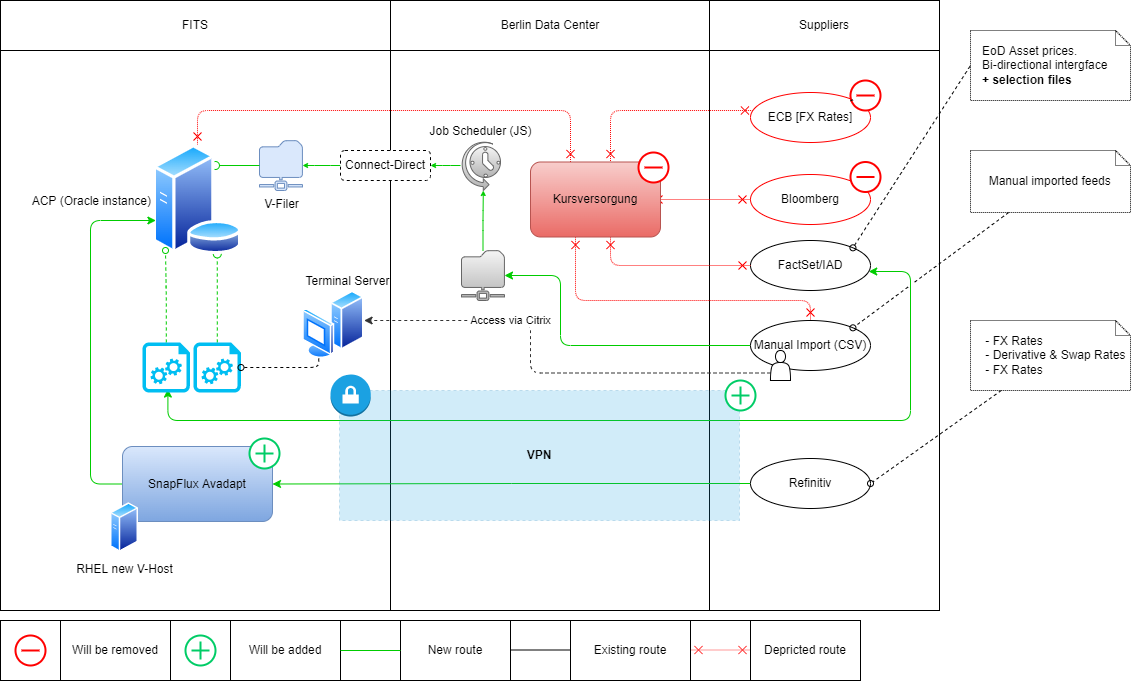 FITS
Berlin Data Center
Suppliers
EoD Asset prices.
Bi-directional intergface
+ selection files
ECB [FX Rates]
Job Scheduler (JS)
Connect-Direct
Manual imported feeds
ACP (Oracle instance)
V-Filer
Kursversorgung
Bloomberg
FactSet/IAD
Terminal Server
Access via Citrix
Manual Import (CSV)
- FX Rates
- Derivative & Swap Rates
- FX Rates
VPN
SnapFlux Avadapt
Refinitiv
RHEL new V-Host
Will be removed
Will be added
New route
Existing route
Depricted route